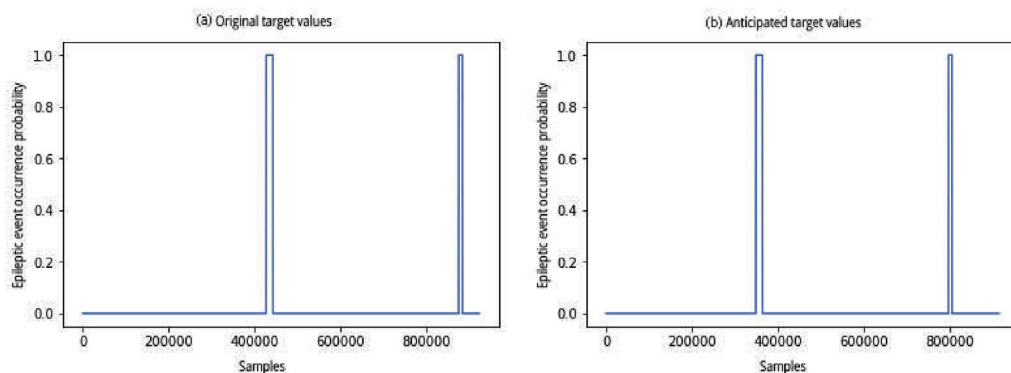 (a) Original target values
Epileptic event occurrence probability
1.0
0.8
0.6
0.4
0.2
0.0
0 200000 400000 600000 800000
Samples
(b) Anticipated target values
Epileptic event occurrence probability
1.0
0.8
0.6
0.4
0.2
0.0
0 200000 400000 600000 800000
Samples